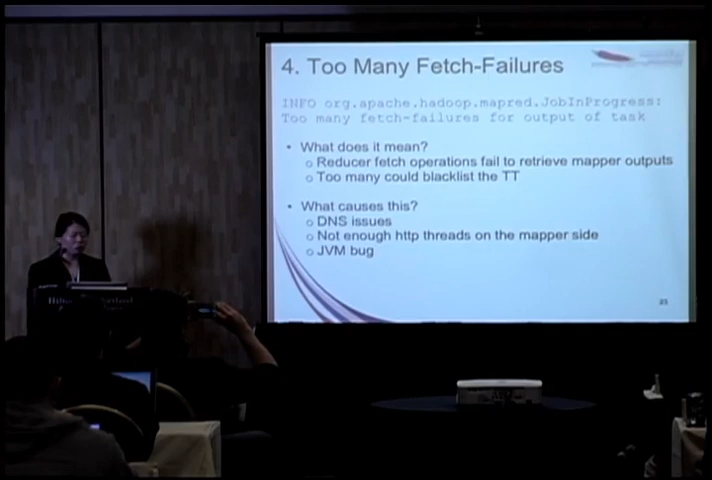 4. Too Many Fetch-Failures
INFO org.apache.hadoop.mapred.JobInProgress:
Too many fetch-failures for output of task
• What does it mean?
o Reducer fetch operations fail to retrieve mapper outputs
o Too many could blacklist the TT
• What causes this?
o DNS issues
o Not enough http threads on the mapper side
o JVM bug